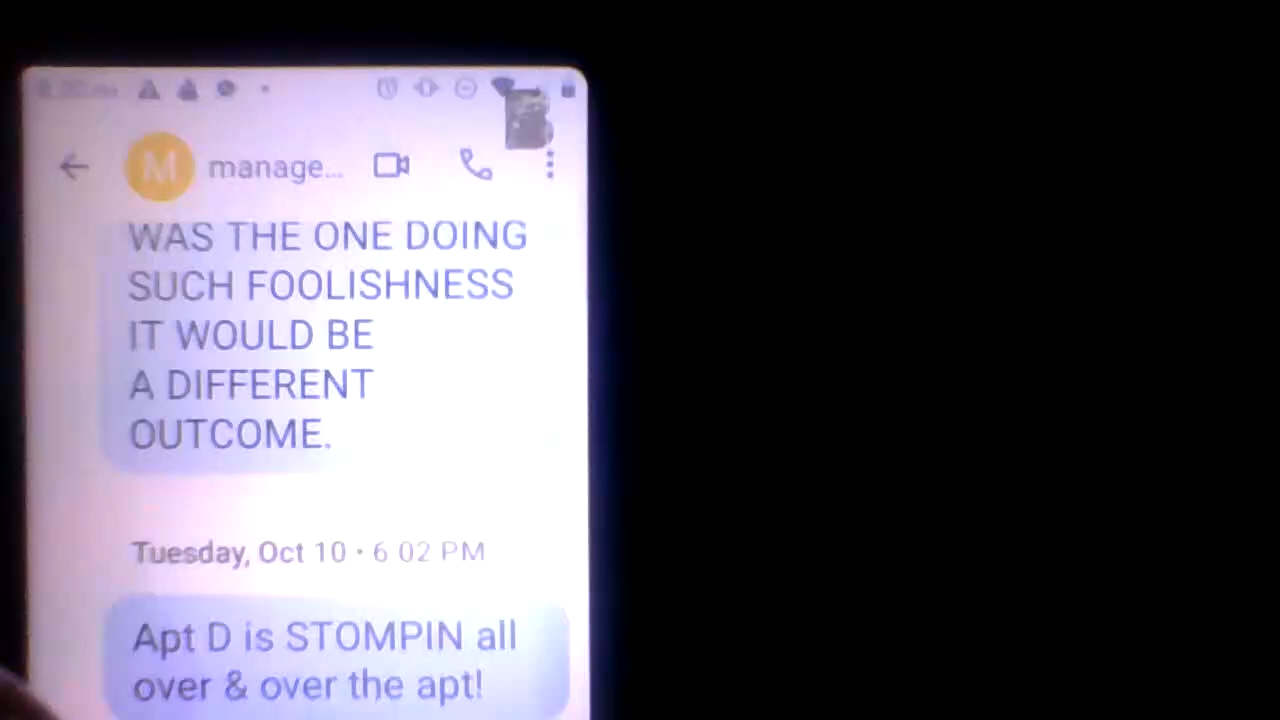 M manage...
WAS THE ONE DOING
SUCH FOOLISHNESS
IT WOULD BE
A DIFFERENT
OUTCOME.
Tuesday, Oct 10 • 6 02 PM
Apt D is STOMPIN all
over & over the apt!